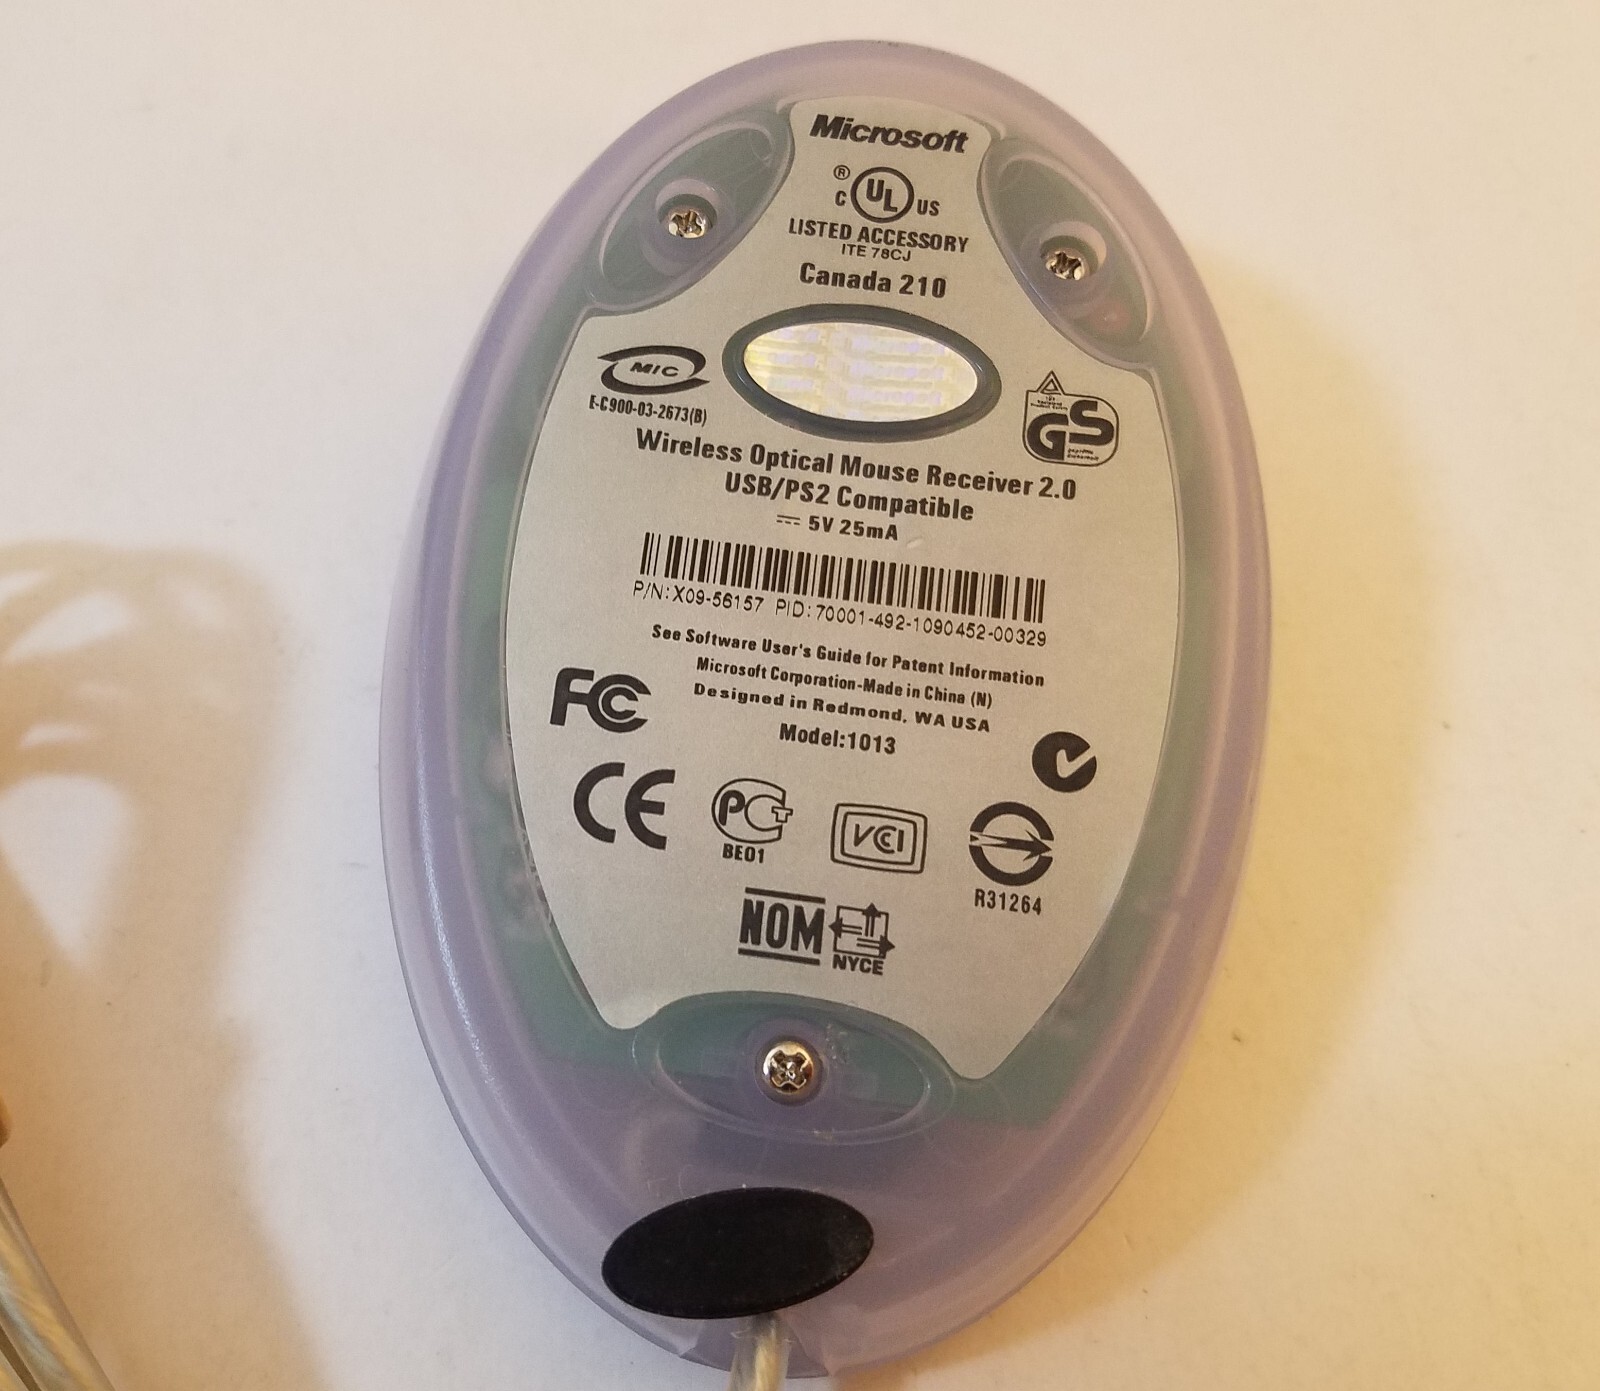 Microsoft
®
C UL US
LISTED ACCESSORY
ITE 78CJ
Canada 210
MIC
E-C900-03-2673(B)
GS
Wireless Optical Mouse Receiver 2.0
USB/PS2 Compatible
5V 25mA
P/N:X09-56157 PID:70001-492-1090452-00329
See Software User's Guide for Patent Information
Microsoft Corporation-Made in China (N)
Designed in Redmond, WA USA
Model:1013
FC
CE
PCT
BE01
VCCI
R31264
NOM
NYCE